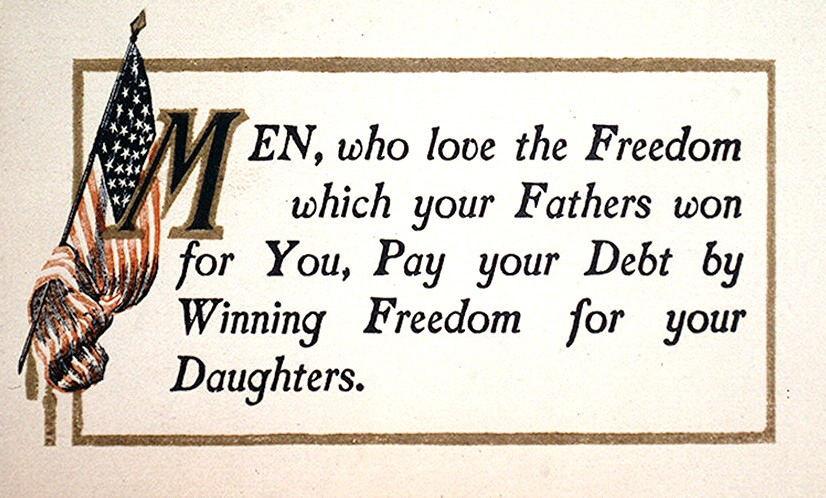 MEN, who love the Freedom
which your Fathers won
for You, Pay your Debt by
Winning Freedom for your
Daughters.